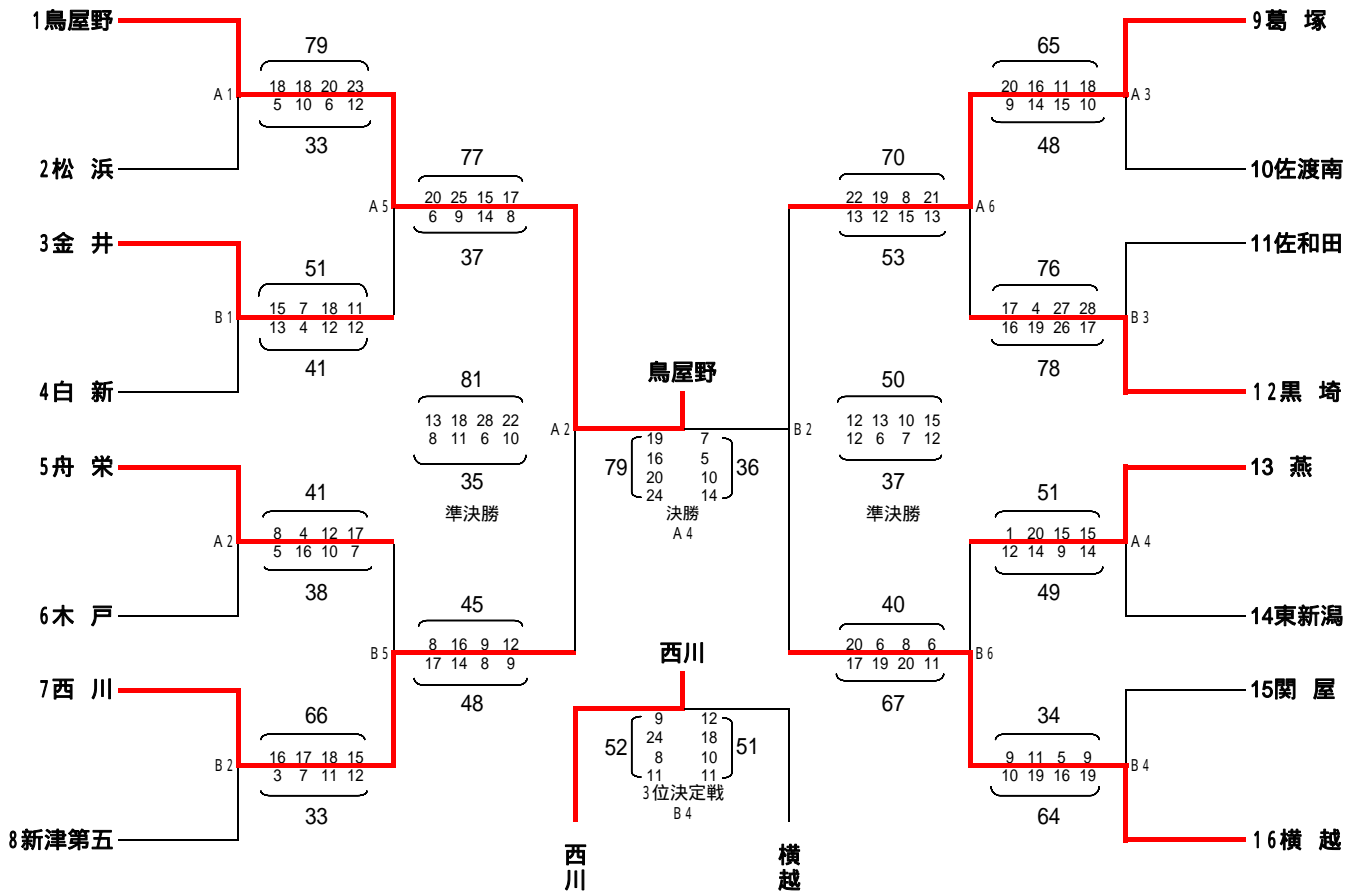 1鳥屋野
9葛 塚
79
65
18 18 20 23
20 16 11 18
A1
A3
5 10 6 12
9 14 15 10
33
48
2松 浜
10佐渡南
77
70
20 25 15 17
22 19 8 21
A5
A6
6 9 14 8
13 12 15 13
3金 井
11佐和田
37
53
51
76
15 7 18 11
17 4 27 28
B1
B3
13 4 12 12
16 19 26 17
41
78
4白 新
12黒 埼
鳥屋野
81
50
13 18 28 22
12 13 10 15
A2
B2
8 11 6 10
12 6 7 12
19 7
16 5
79
36
20 10
24 14
35
37
準決勝
決勝
準決勝
A4
5舟 栄
13 燕
41
51
8 4 12 17
1 20 15 15
A2
A4
5 16 10 7
12 14 9 14
38
49
6木 戸
14東新潟
45
40
8 16 9 12
20 6 8 6
B5
B6
17 14 8 9
17 19 20 11
西川
7西 川
15関 屋
48
67
66
34
9 12
24 18
52
51
8 10
11 11
16 17 18 15
9 11 5 9
B2
B4
3 7 11 12
10 19 16 19
3位決定戦
B4
33
64
8新津第五
16横 越
西川
横越